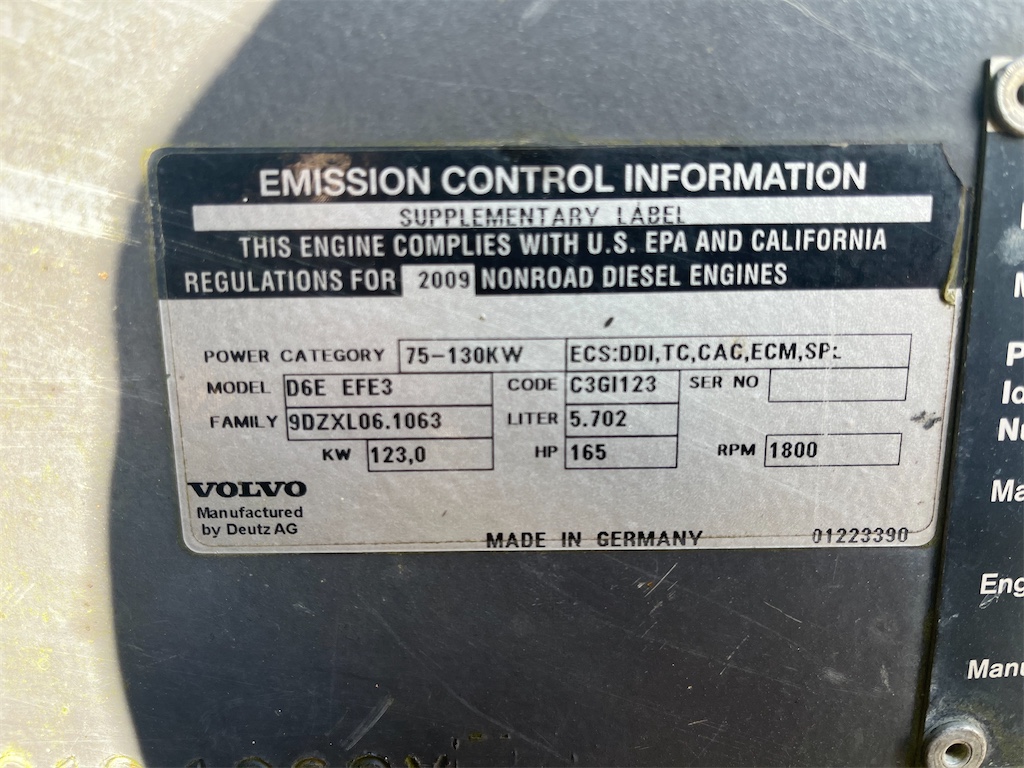 EMISSION CONTROL INFORMATION
SUPPLEMENTARY LABEL
THIS ENGINE COMPLIES WITH U.S. EPA AND CALIFORNIA
REGULATIONS FOR 2009 NONROAD DIESEL ENGINES
POWER CATEGORY 75-130KW ECS:DDI,TC,CAC,ECM,SPL
MODEL D6E EFE3 CODE C3GI123 SER NO
FAMILY 9DZXL06.1063 LITER 5.702
KW 123,0 HP 165 RPM 1800
VOLVO
Manufactured
by Deutz AG
MADE IN GERMANY 01223390